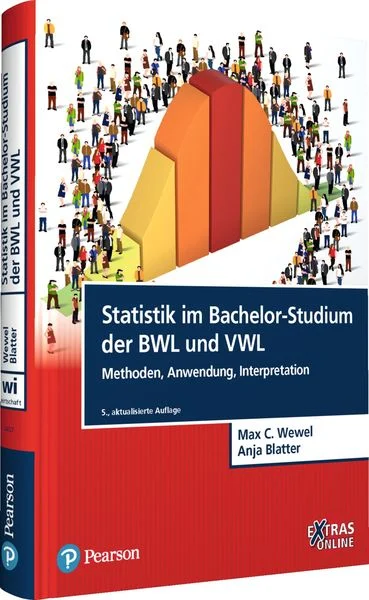 Statistik im Bachelor-Studium
der BWL und VWL
Wewel
Blatter
wi
wirtschaft
Pearson
Statistik im Bachelor-Studium
der BWL und VWL
Methoden, Anwendung, Interpretation
5., aktualisierte Auflage
Max C. Wewel
Anja Blatter
EXTRAS
ONLINE
Pearson